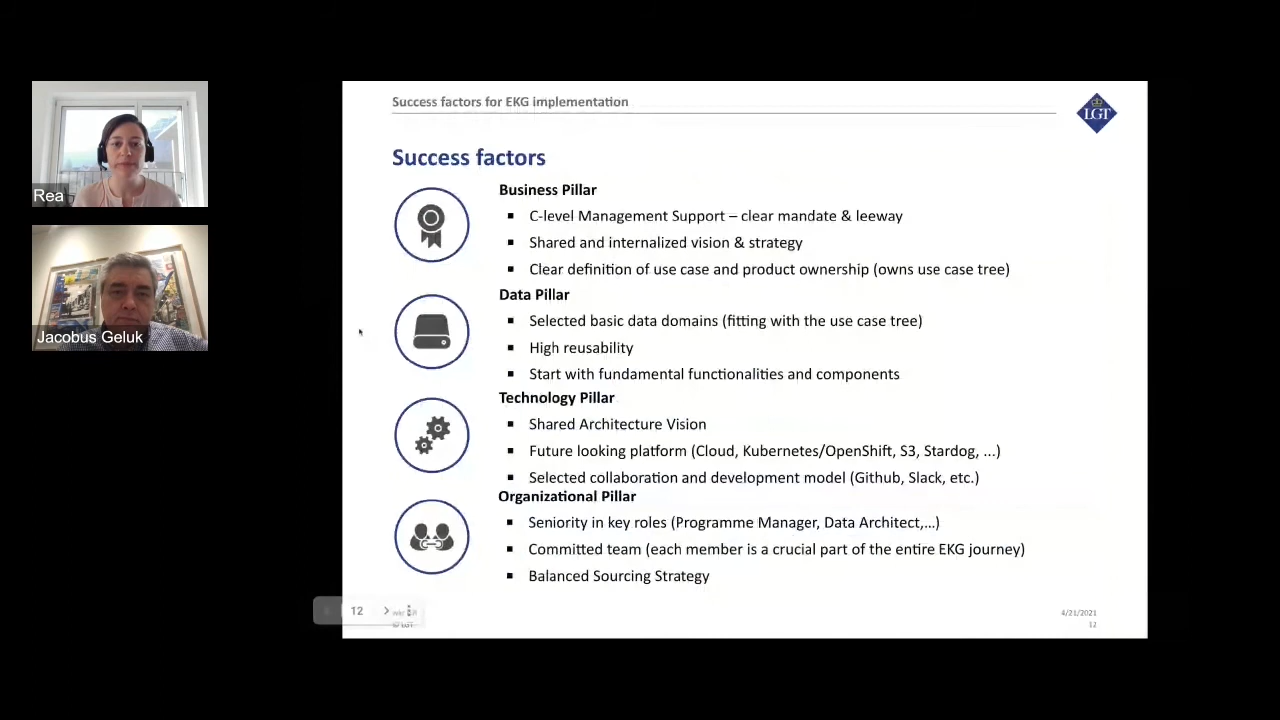 Success factors for EKG implementation
LGT
Success factors
Business Pillar
▪ C-level Management Support – clear mandate & leeway
▪ Shared and internalized vision & strategy
▪ Clear definition of use case and product ownership (owns use case tree)
Data Pillar
▪ Selected basic data domains (fitting with the use case tree)
▪ High reusability
▪ Start with fundamental functionalities and components
Technology Pillar
▪ Shared Architecture Vision
▪ Future looking platform (Cloud, Kubernetes/OpenShift, S3, Stardog, ...)
▪ Selected collaboration and development model (Github, Slack, etc.)
Organizational Pillar
▪ Seniority in key roles (Programme Manager, Data Architect,...)
▪ Committed team (each member is a crucial part of the entire EKG journey)
▪ Balanced Sourcing Strategy
12
4/21/2021
12
Rea
Jacobus Geluk